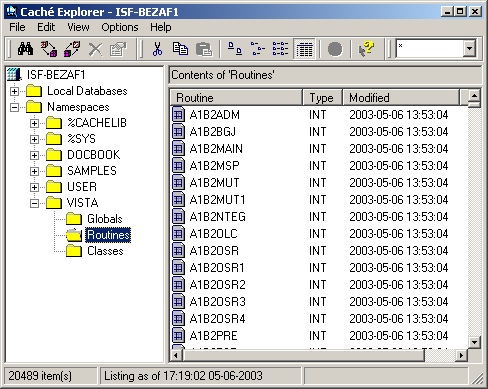 Caché Explorer - ISF-BEZAF1
File Edit View Options Help
*
ISF-BEZAF1
Local Databases
Namespaces
%CACHELIB
%SYS
DOCBOOK
SAMPLES
USER
VISTA
Globals
Routines
Classes
Contents of 'Routines'
Routine Type Modified
A1B2ADM INT 2003-05-06 13:53:04
A1B2BGJ INT 2003-05-06 13:53:04
A1B2MAIN INT 2003-05-06 13:53:04
A1B2MSP INT 2003-05-06 13:53:04
A1B2MUT INT 2003-05-06 13:53:04
A1B2MUT1 INT 2003-05-06 13:53:04
A1B2NTEG INT 2003-05-06 13:53:04
A1B2OLC INT 2003-05-06 13:53:04
A1B2OSR INT 2003-05-06 13:53:04
A1B2OSR1 INT 2003-05-06 13:53:04
A1B2OSR2 INT 2003-05-06 13:53:04
A1B2OSR3 INT 2003-05-06 13:53:04
A1B2OSR4 INT 2003-05-06 13:53:04
A1B2PRE INT 2003-05-06 13:53:04
20489 item(s) Listing as of 17:19:02 05-06-2003